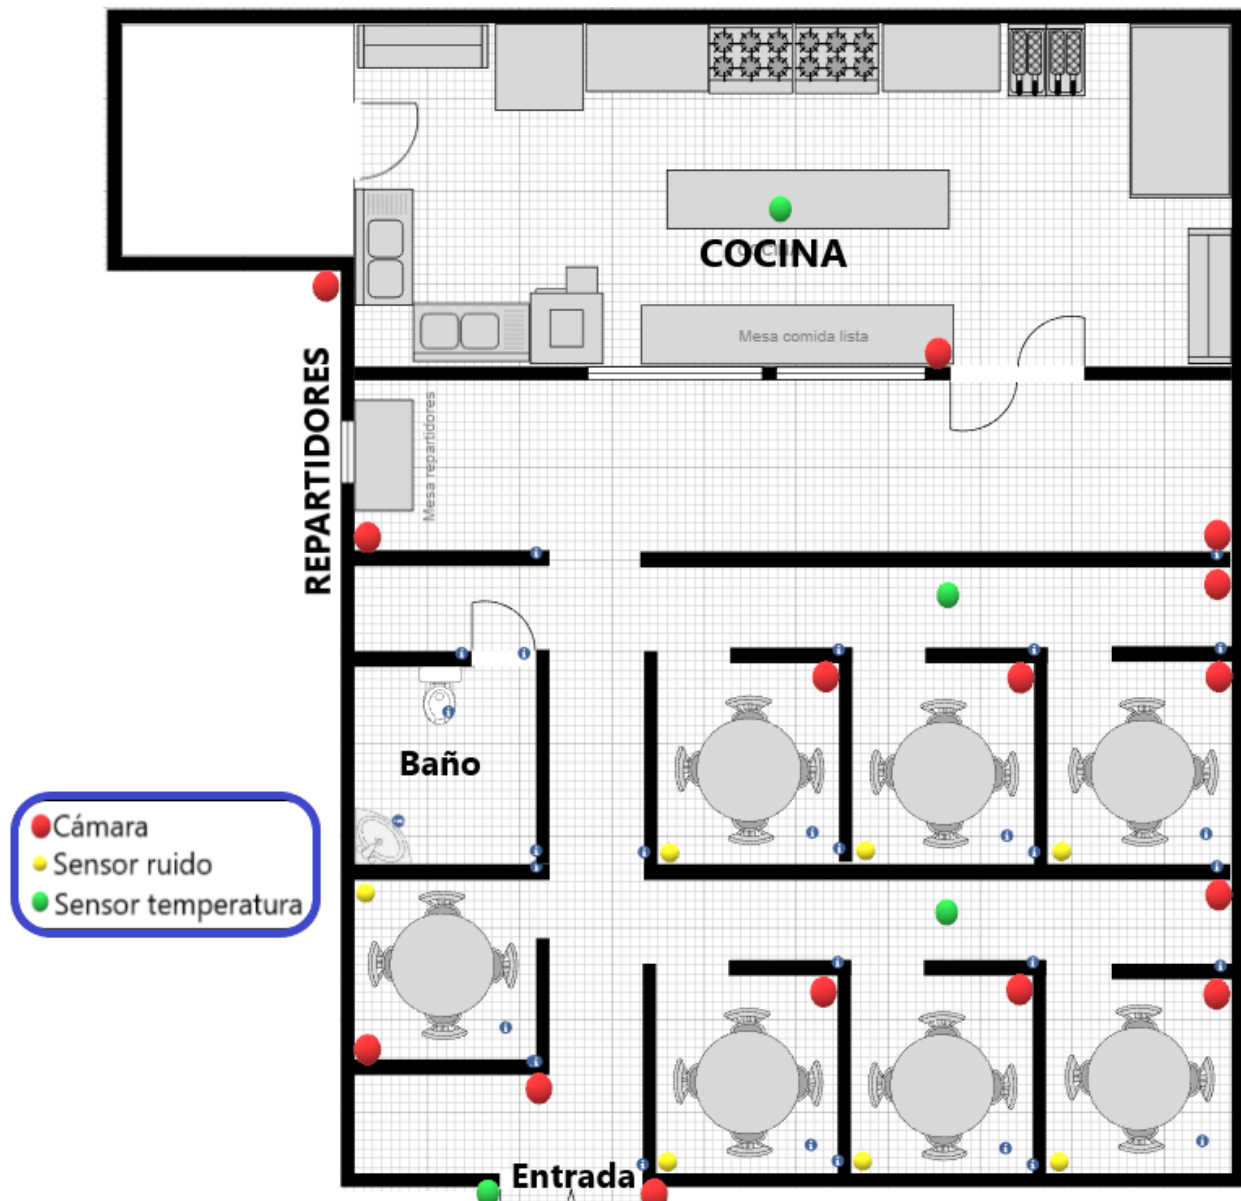 COCINA
Mesa comida lista
REPARTIDORES
Mesa repartidores
Baño
Cámara
Sensor ruido
Sensor temperatura
Entrada